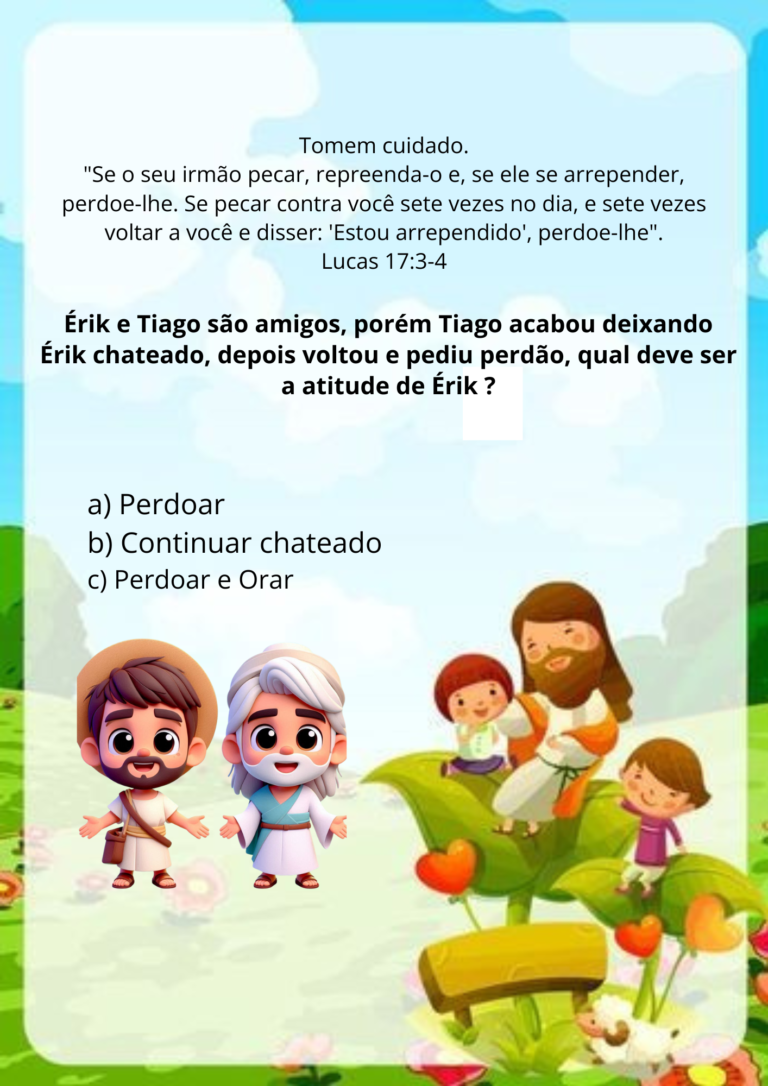 Tomem cuidado.
"Se o seu irmão pecar, repreenda-o e, se ele se arrepender,
perdoe-lhe. Se pecar contra você sete vezes no dia, e sete vezes
voltar a você e disser: 'Estou arrependido', perdoe-lhe".
Lucas 17:3-4
Érik e Tiago são amigos, porém Tiago acabou deixando
Érik chateado, depois voltou e pediu perdão, qual deve ser
a atitude de Érik ?
a) Perdoar
b) Continuar chateado
c) Perdoar e Orar